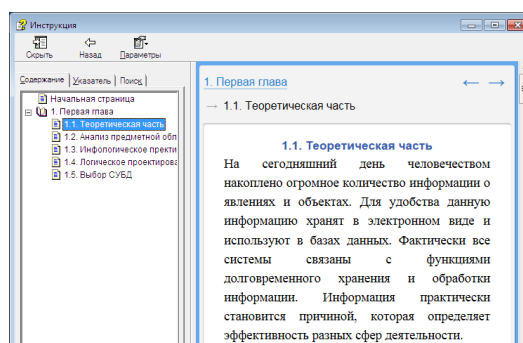 Инструкция
Скрыть Назад Параметры
Содержание Указатель Поиск
Начальная страница
1. Первая глава
1.1. Теоретическая часть
1.2. Анализ предметной обл
1.3. Инфологическое пректи
1.4. Логическое проектирова
1.5. Выбор СУБД
1. Первая глава ← →
→ 1.1. Теоретическая часть
1.1. Теоретическая часть
На сегодняшний день человечеством
накоплено огромное количество информации о
явлениях и объектах. Для удобства данную
информацию хранят в электронном виде и
используют в базах данных. Фактически все
системы связаны с функциями
долговременного хранения и обработки
информации. Информация практически
становится причиной, которая определяет
эффективность разных сфер деятельности.